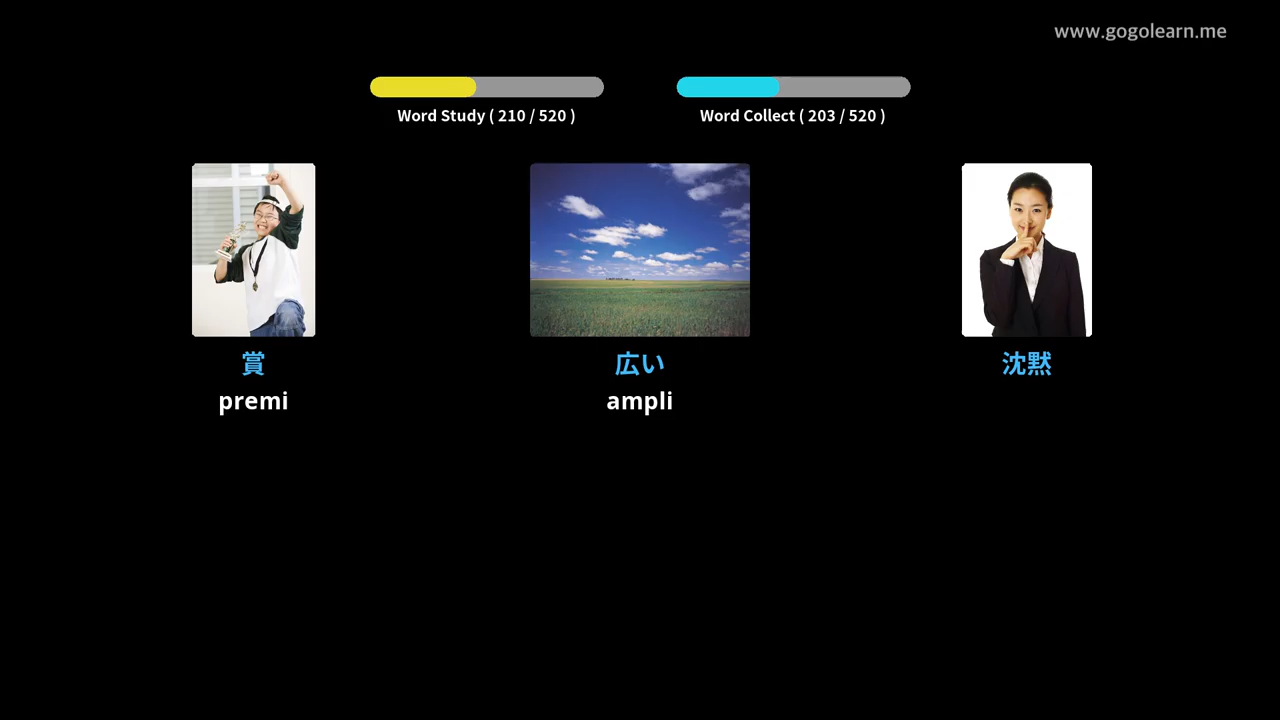 www.gogolearn.me
Word Study ( 210 / 520 )
Word Collect ( 203 / 520 )
賞
広い
沈黙
premi
ampli